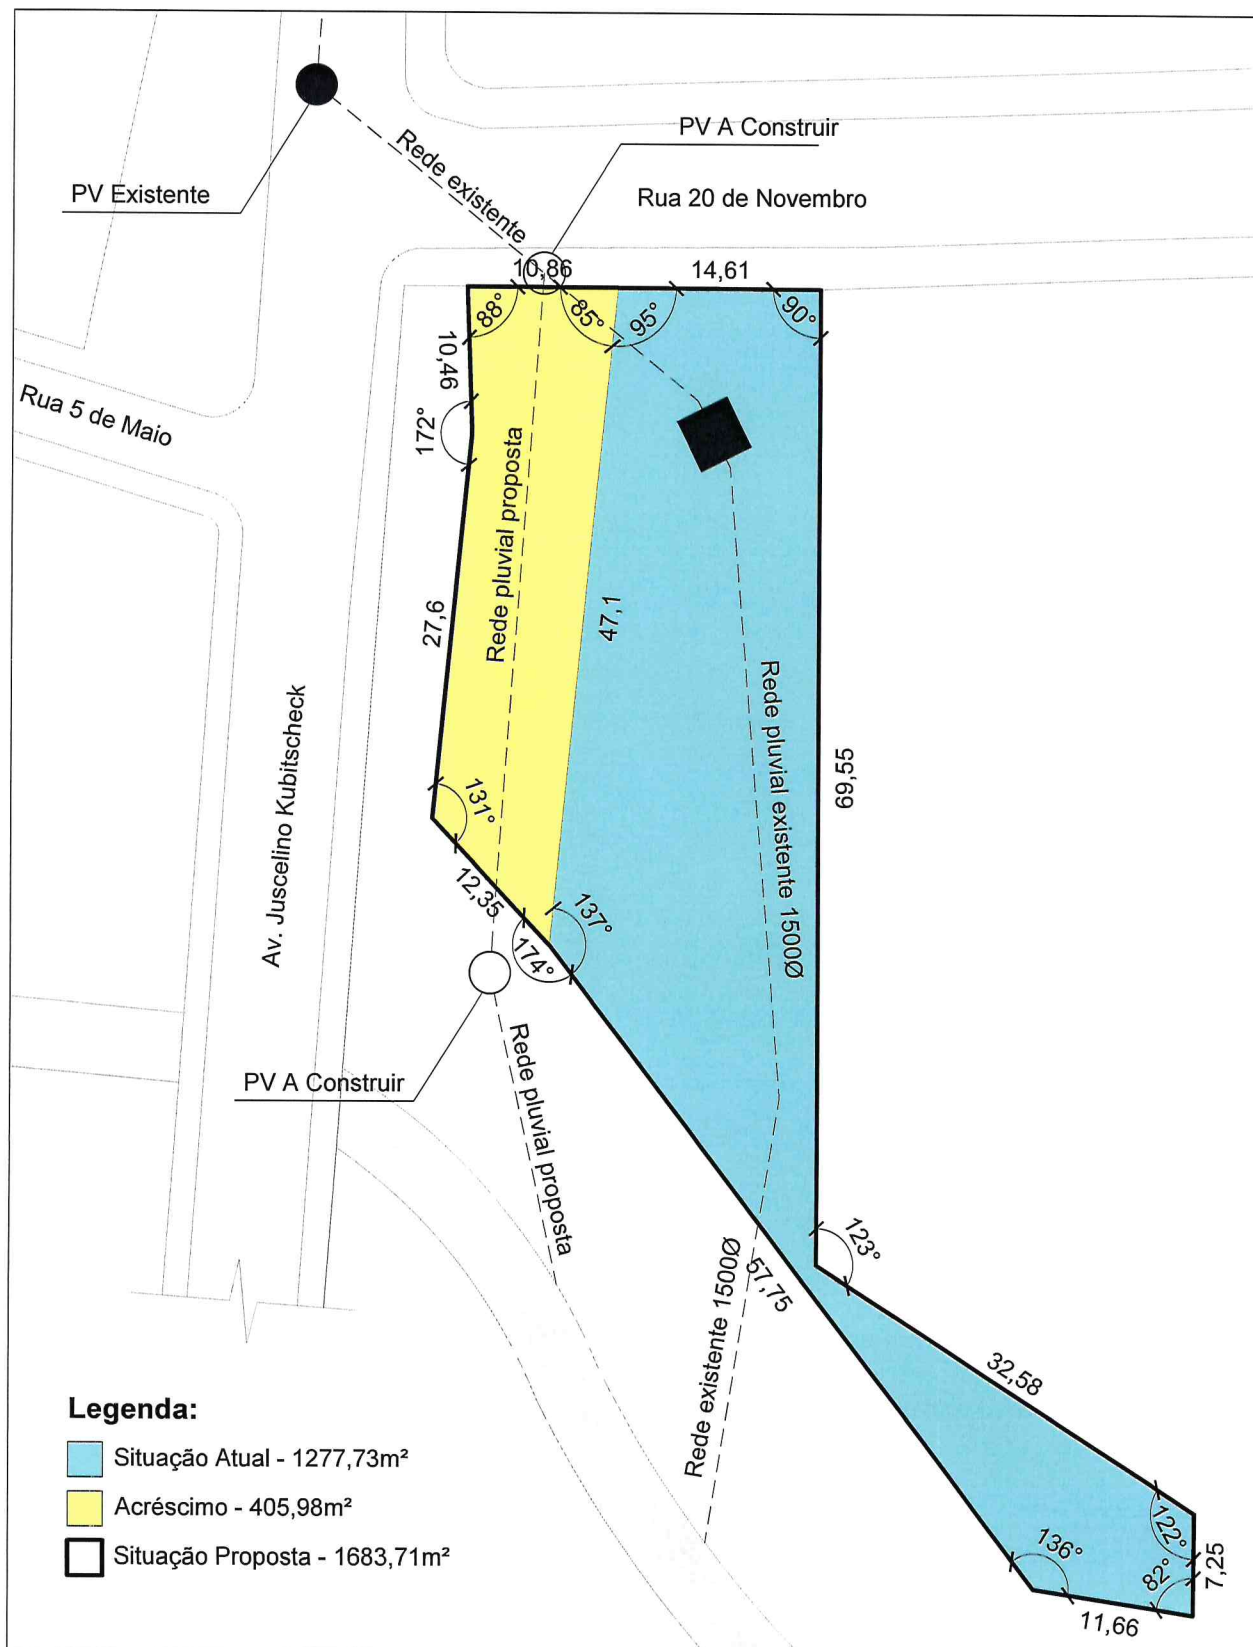 PV A Construir
Rede existente
PV Existente
Rua 20 de Novembro
10,86
14,61
88°
85°
95°
90°
10,46
172°
Rua 5 de Maio
Rede pluvial proposta
27,6
47,1
Rede pluvial existente 1500Ø
69,55
Av. Juscelino Kubitscheck
131°
12,35
137°
174°
PV A Construir
Rede pluvial proposta
123°
57,75
Rede existente 1500Ø
32,58
Legenda:
Situação Atual - 1277,73m²
Acréscimo - 405,98m²
Situação Proposta - 1683,71m²
122°
136°
82°
7,25
11,66